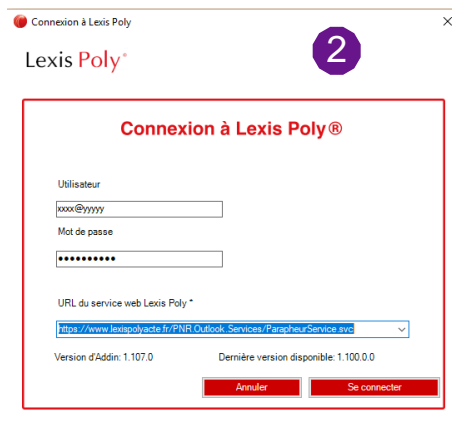 Connexion à Lexis Poly
Lexis Poly®
2
Connexion à Lexis Poly®
Utilisateur
xxxx@yyyyy
Mot de passe
••••••••••
URL du service web Lexis Poly *
https://www.lexispolyacte.fr/PNR.Outlook.Services/ParapheurService.svc
Version d'Addin: 1.107.0 Dernière version disponible: 1.100.0.0
Annuler Se connecter